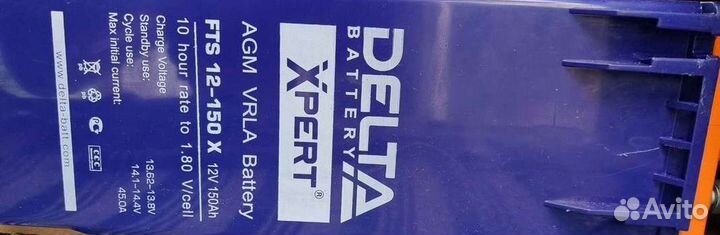 DELTA
BATTERY
XPERT®
AGM VRLA Battery
FTS 12-150 X 12V 150Ah
10 hour rate to 1.80 V/cell
Charge Voltage
Standby use: 13.62-13.8V
Cycle use: 14.1-14.4V
Max initial current: 45.0A
www.delta-batt.com
Avito